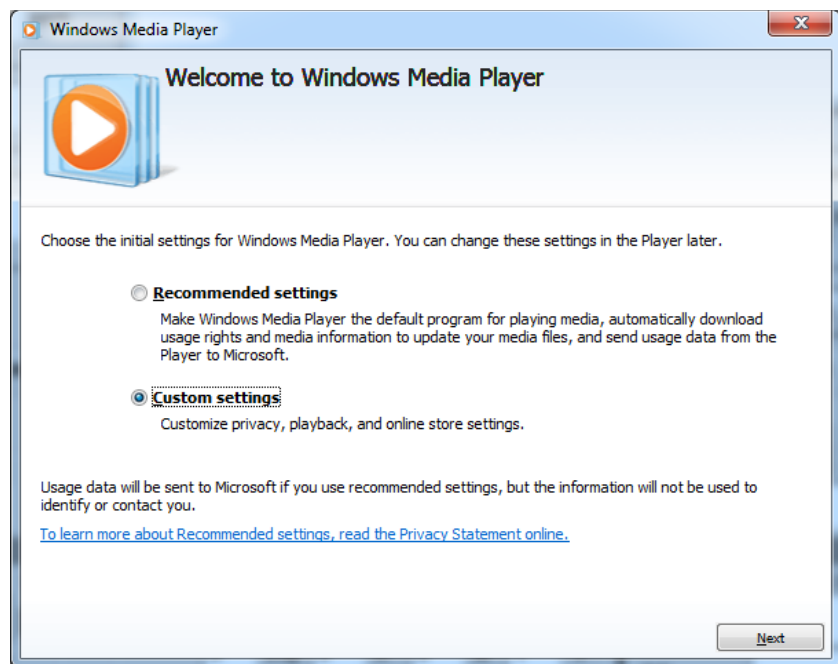 Windows Media Player
Welcome to Windows Media Player
Choose the initial settings for Windows Media Player. You can change these settings in the Player later.
Recommended settings
Make Windows Media Player the default program for playing media, automatically download
usage rights and media information to update your media files, and send usage data from the
Player to Microsoft.
Custom settings
Customize privacy, playback, and online store settings.
Usage data will be sent to Microsoft if you use recommended settings, but the information will not be used to
identify or contact you.
To learn more about Recommended settings, read the Privacy Statement online.
Next